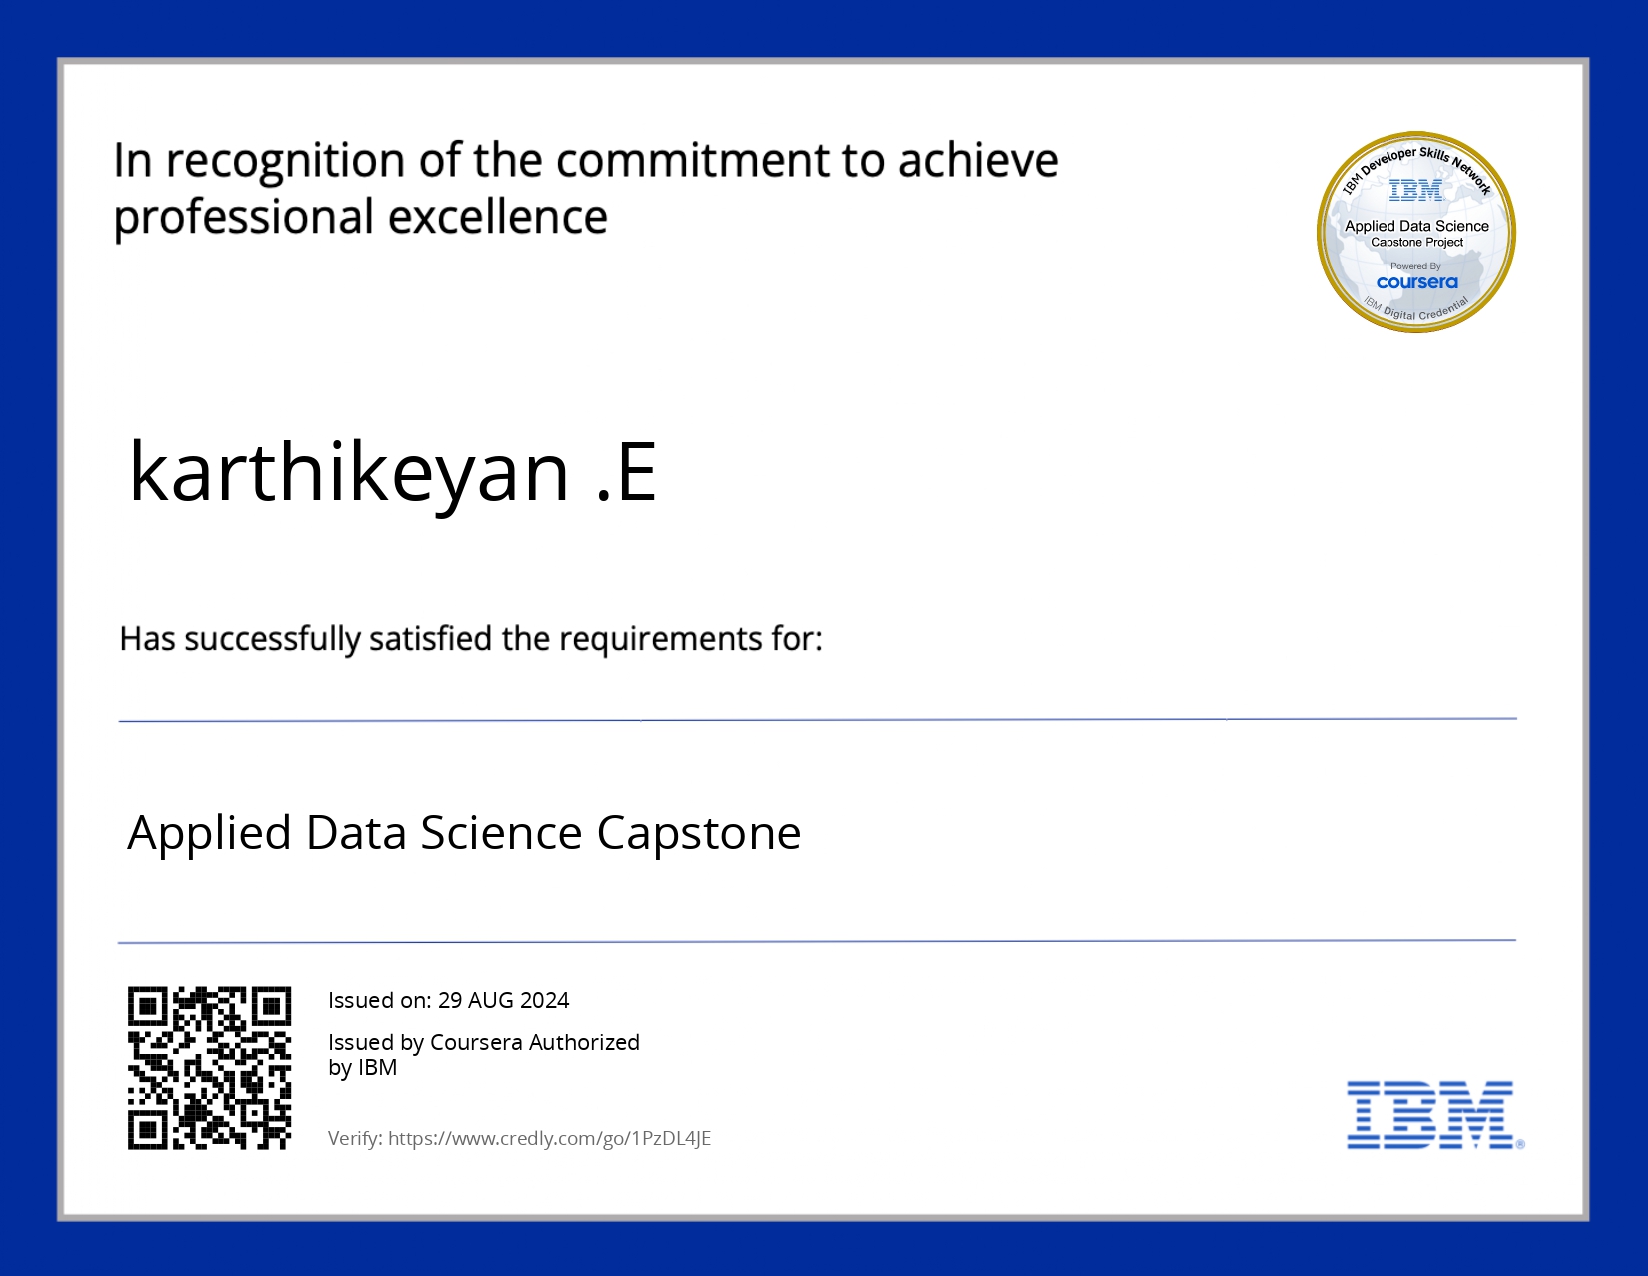 In recognition of the commitment to achieve
professional excellence
IBM Developer Skills Network
IBM
Applied Data Science
Capstone Project
Powered By
coursera
IBM Digital Credential
karthikeyan .E
Has successfully satisfied the requirements for:
Applied Data Science Capstone
Issued on: 29 AUG 2024
Issued by Coursera Authorized
by IBM
Verify: https://www.credly.com/go/1PzDL4JE
IBM®